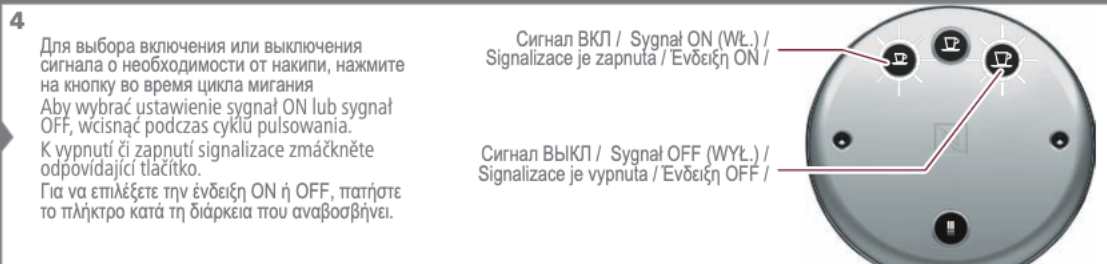 4
Для выбора включения или выключения
сигнала о необходимости от накипи, нажмите
на кнопку во время цикла мигания
Aby wybrać ustawienie sygnał ON lub sygnał
OFF, wcisnąć podczas cyklu pulsowania.
K vypnutí či zapnutí signalizace zmáčkněte
odpovídající tlačítko.
Για να επιλέξετε την ένδειξη ON ή OFF, πατήστε
το πλήκτρο κατά τη διάρκεια που αναβοσβήνει.
Сигнал ВКЛ / Sygnał ON (WŁ.) /
Signalizace je zapnuta / Ένδειξη ON /
Сигнал ВЫКЛ / Sygnał OFF (WYŁ.) /
Signalizace je vypnuta / Ένδειξη OFF /